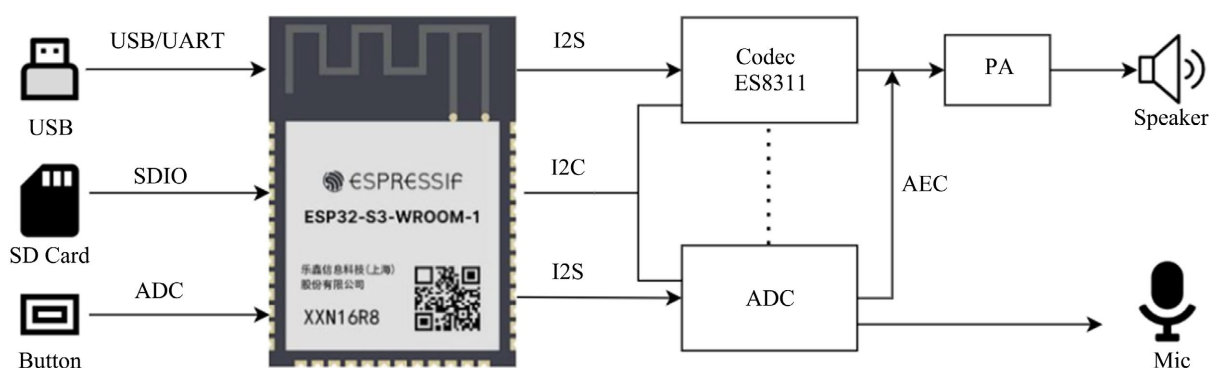 USB/UART
USB
SDIO
SD Card
ADC
Button
ESPRESSIF
ESP32-S3-WROOM-1
乐鑫信息科技(上海)
股份有限公司
XXN16R8
I2S
I2C
I2S
Codec
ES8311
ADC
AEC
PA
Speaker
Mic